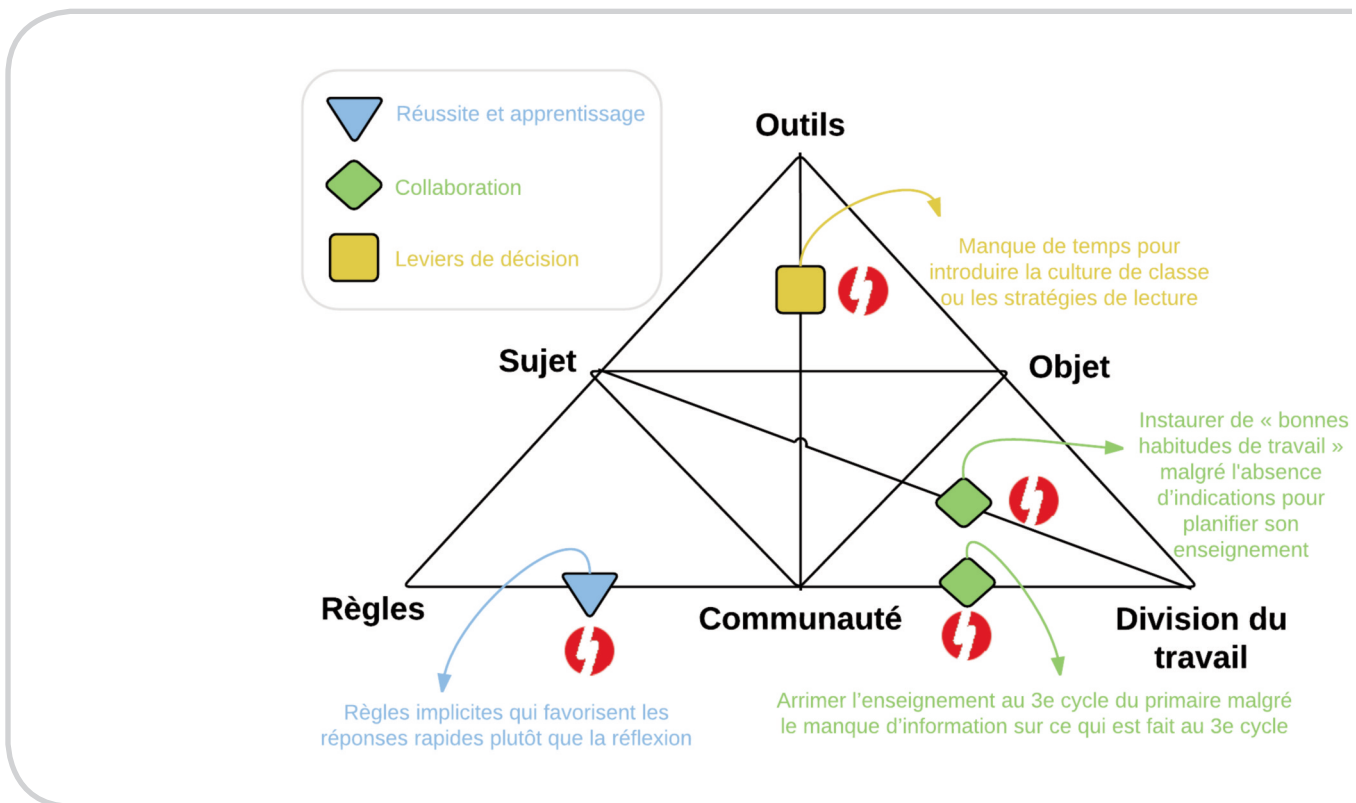 Réussite et apprentissage
Collaboration
Leviers de décision
Outils
Manque de temps pour
introduire la culture de classe
ou les stratégies de lecture
Sujet
Objet
Instaurer de « bonnes
habitudes de travail »
malgré l'absence
d’indications pour
planifier son
enseignement
Règles
Communauté
Division du
travail
Règles implicites qui favorisent les
réponses rapides plutôt que la réflexion
Arrimer l’enseignement au 3e cycle du primaire malgré
le manque d’information sur ce qui est fait au 3e cycle